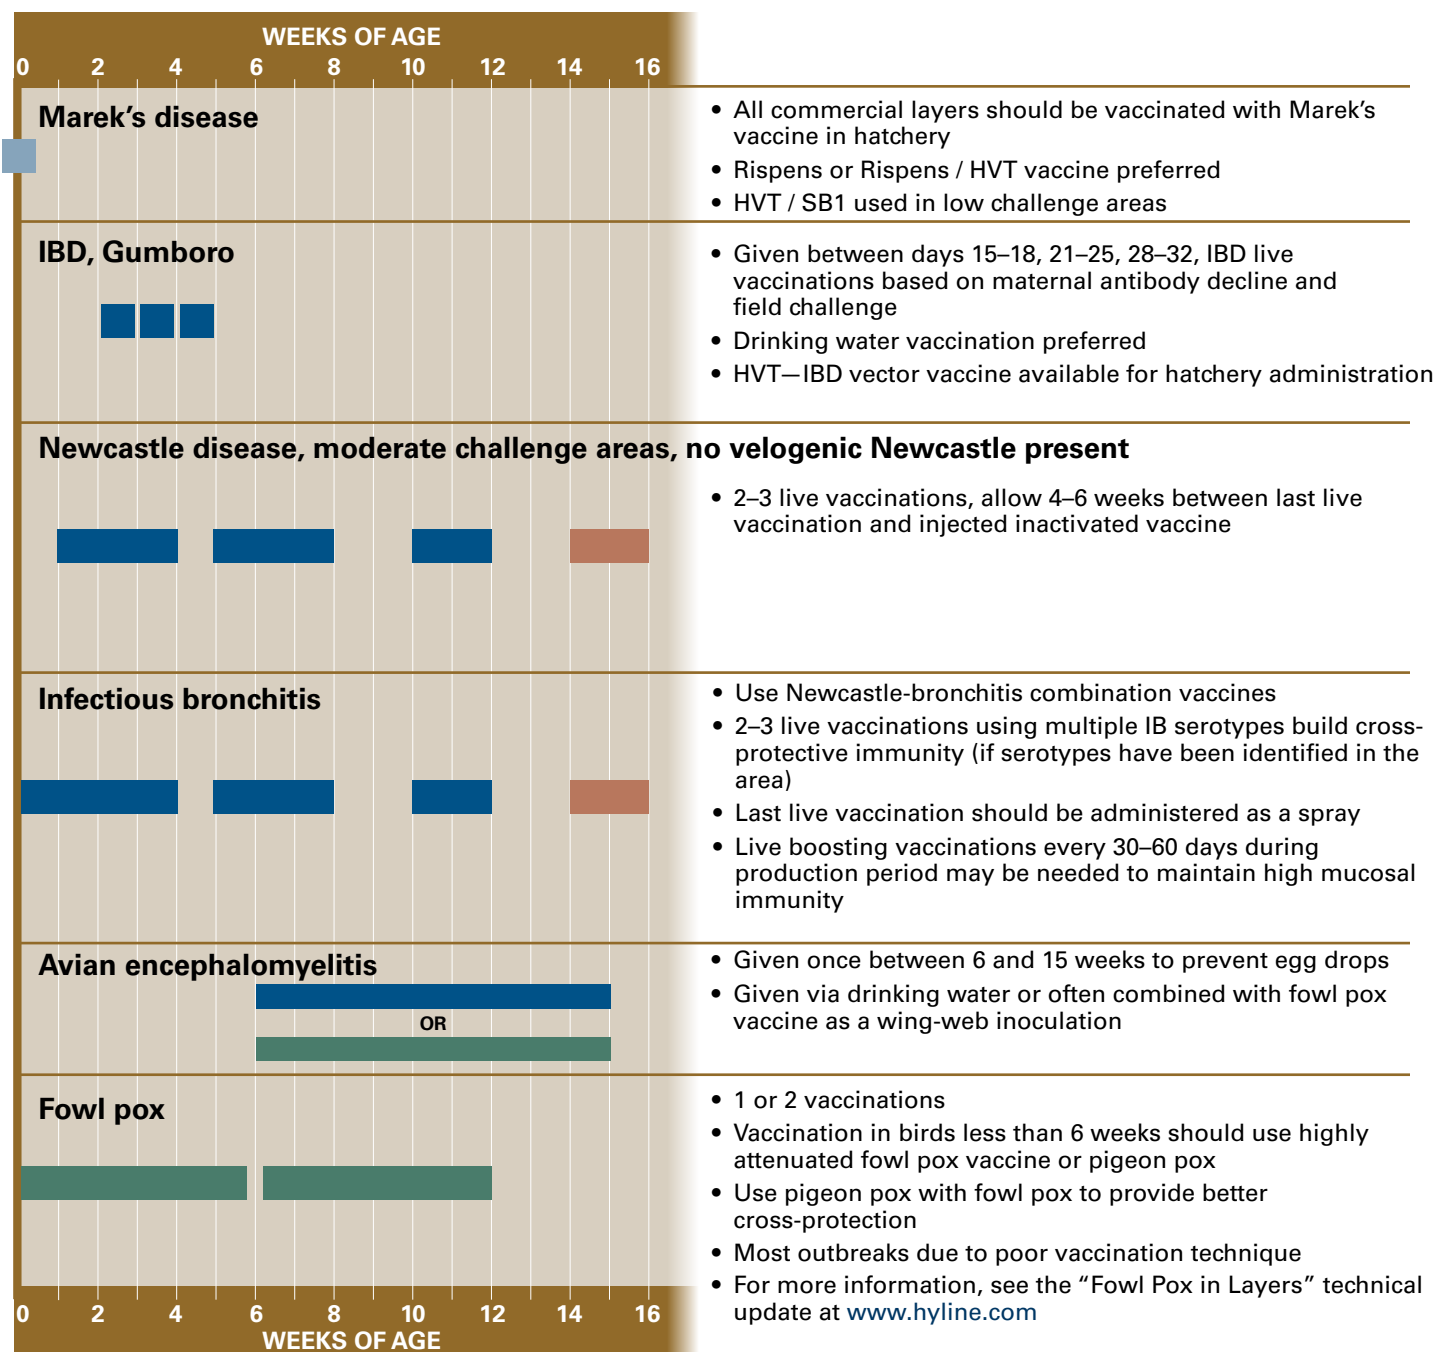 WEEKS OF AGE
0 2 4 6 8 10 12 14 16
Marek’s disease
• All commercial layers should be vaccinated with Marek’s
vaccine in hatchery
• Rispens or Rispens / HVT vaccine preferred
• HVT / SB1 used in low challenge areas
IBD, Gumboro
• Given between days 15–18, 21–25, 28–32, IBD live
vaccinations based on maternal antibody decline and
field challenge
• Drinking water vaccination preferred
• HVT—IBD vector vaccine available for hatchery administration
Newcastle disease, moderate challenge areas, no velogenic Newcastle present
• 2–3 live vaccinations, allow 4–6 weeks between last live
vaccination and injected inactivated vaccine
Infectious bronchitis
• Use Newcastle-bronchitis combination vaccines
• 2–3 live vaccinations using multiple IB serotypes build cross-
protective immunity (if serotypes have been identified in the
area)
• Last live vaccination should be administered as a spray
• Live boosting vaccinations every 30–60 days during
production period may be needed to maintain high mucosal
immunity
Avian encephalomyelitis
OR
• Given once between 6 and 15 weeks to prevent egg drops
• Given via drinking water or often combined with fowl pox
vaccine as a wing-web inoculation
Fowl pox
• 1 or 2 vaccinations
• Vaccination in birds less than 6 weeks should use highly
attenuated fowl pox vaccine or pigeon pox
• Use pigeon pox with fowl pox to provide better
cross-protection
• Most outbreaks due to poor vaccination technique
• For more information, see the “Fowl Pox in Layers” technical
update at www.hyline.com
0 2 4 6 8 10 12 14 16
WEEKS OF AGE